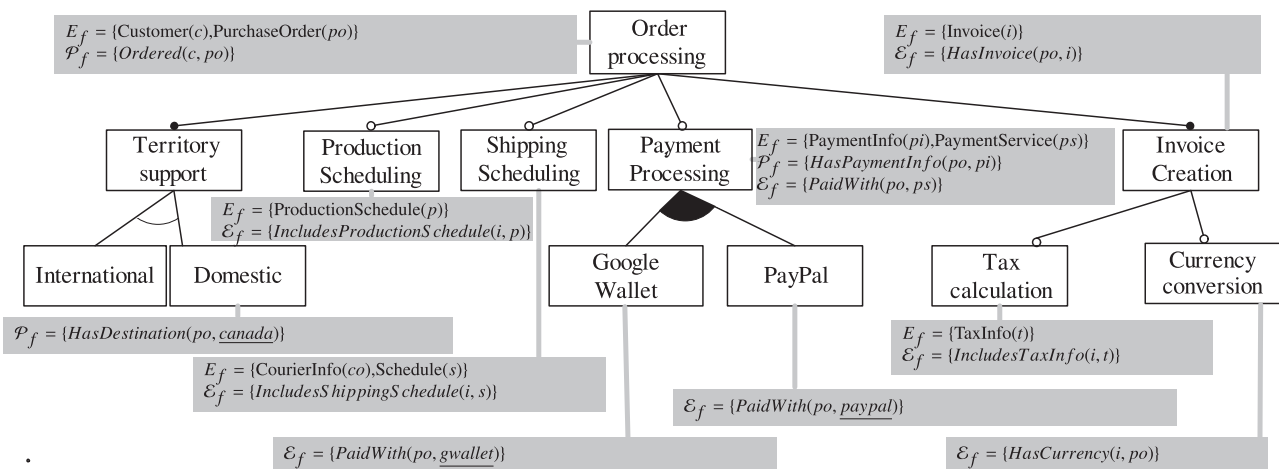 E_f = {Customer(c),PurchaseOrder(po)}
𝒫_f = {Ordered(c, po)}
Order
processing
E_f = {Invoice(i)}
ℰ_f = {HasInvoice(po, i)}
Territory
support
Production
Scheduling
Shipping
Scheduling
Payment
Processing
E_f = {PaymentInfo(pi),PaymentService(ps)}
𝒫_f = {HasPaymentInfo(po, pi)}
ℰ_f = {PaidWith(po, ps)}
Invoice
Creation
E_f = {ProductionSchedule(p)}
ℰ_f = {IncludesProductionSchedule(i, p)}
International
Domestic
Google
Wallet
PayPal
Tax
calculation
Currency
conversion
𝒫_f = {HasDestination(po, canada)}
E_f = {TaxInfo(t)}
ℰ_f = {IncludesTaxInfo(i, t)}
E_f = {CourierInfo(co),Schedule(s)}
ℰ_f = {IncludesShippingSchedule(i, s)}
ℰ_f = {PaidWith(po, paypal)}
ℰ_f = {PaidWith(po, gwallet)}
ℰ_f = {HasCurrency(i, po)}